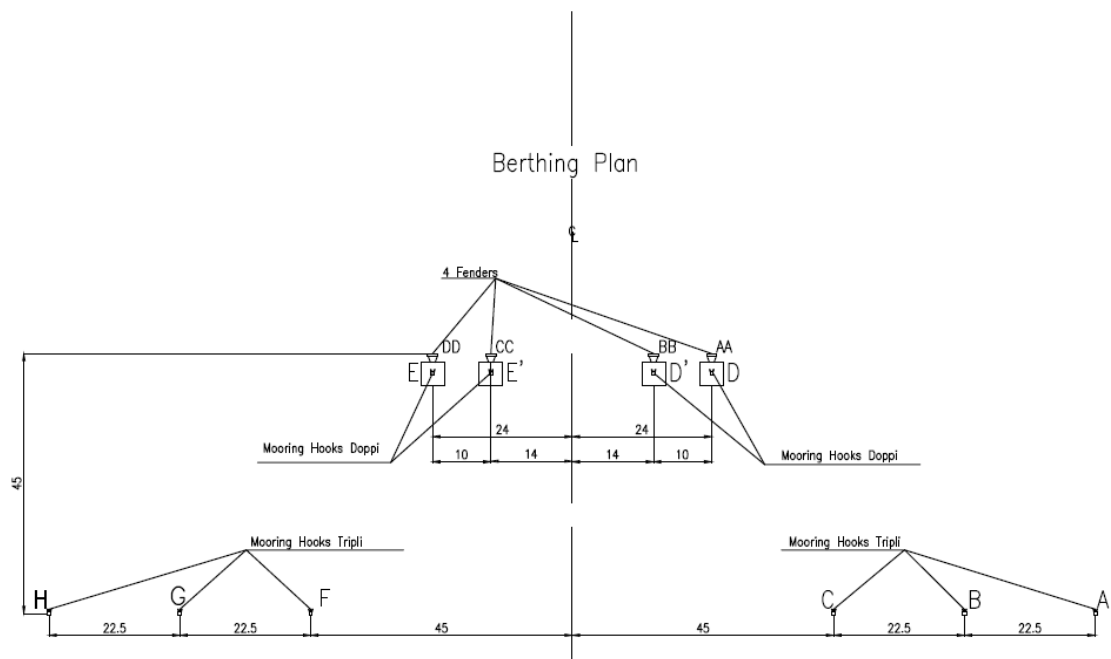 Berthing Plan
℄
4 Fenders
DD CC BB AA
E E' D' D
24 24
Mooring Hooks Doppi
10 14 14 10
Mooring Hooks Doppi
45
Mooring Hooks Tripli
Mooring Hooks Tripli
H G F C B A
22.5 22.5 45 45 22.5 22.5